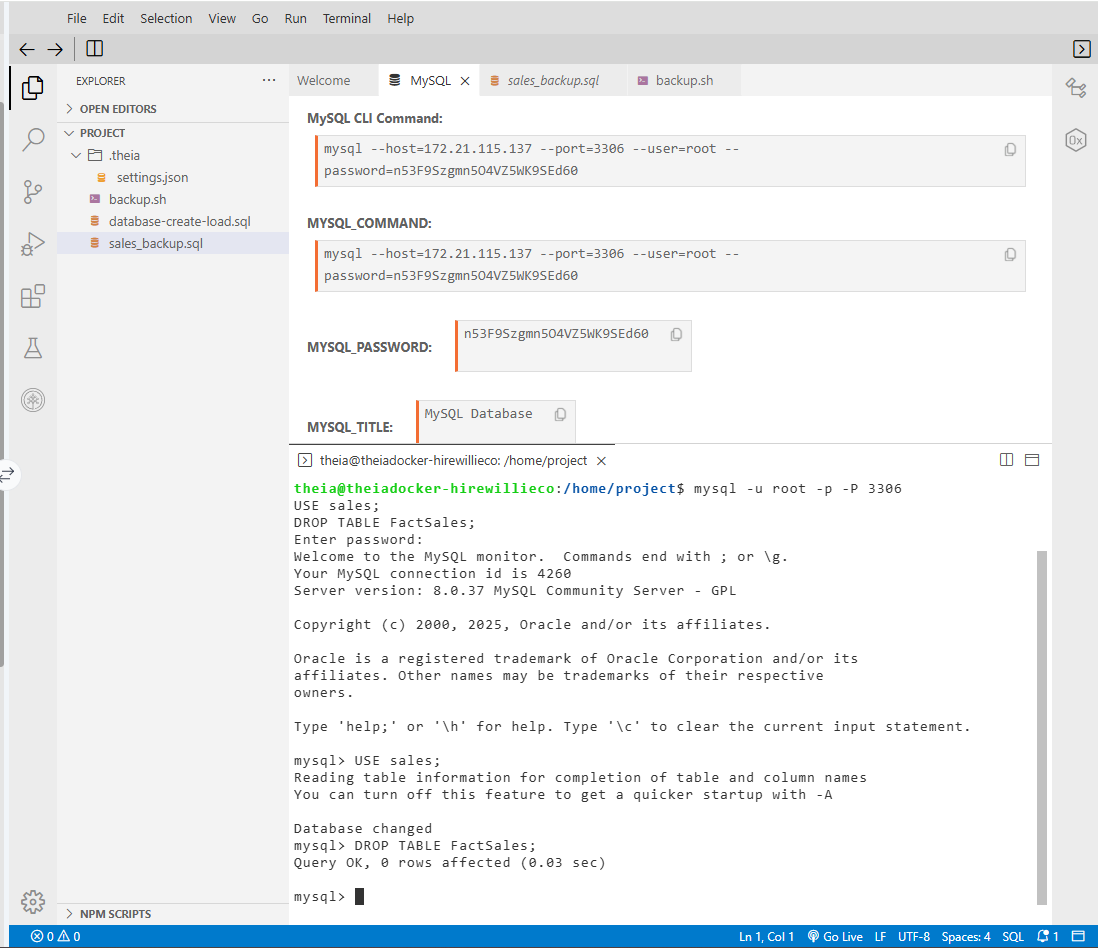 File Edit Selection View Go Run Terminal Help
EXPLORER ...
OPEN EDITORS
PROJECT
.theia
settings.json
backup.sh
database-create-load.sql
sales_backup.sql
NPM SCRIPTS
Welcome MySQL sales_backup.sql backup.sh
MySQL CLI Command:
mysql --host=172.21.115.137 --port=3306 --user=root --
password=n53F9Szgmn5O4VZ5WK9SEd60
MYSQL_COMMAND:
mysql --host=172.21.115.137 --port=3306 --user=root --
password=n53F9Szgmn5O4VZ5WK9SEd60
MYSQL_PASSWORD: n53F9Szgmn5O4VZ5WK9SEd60
MYSQL_TITLE: MySQL Database
theia@theiadocker-hirewillieco: /home/project
theia@theiadocker-hirewillieco:/home/project$ mysql -u root -p -P 3306
USE sales;
DROP TABLE FactSales;
Enter password:
Welcome to the MySQL monitor.  Commands end with ; or \g.
Your MySQL connection id is 4260
Server version: 8.0.37 MySQL Community Server - GPL
Copyright (c) 2000, 2025, Oracle and/or its affiliates.
Oracle is a registered trademark of Oracle Corporation and/or its
affiliates. Other names may be trademarks of their respective
owners.
Type 'help;' or '\h' for help. Type '\c' to clear the current input statement.
mysql> USE sales;
Reading table information for completion of table and column names
You can turn off this feature to get a quicker startup with -A
Database changed
mysql> DROP TABLE FactSales;
Query OK, 0 rows affected (0.03 sec)
mysql>
0 0 Ln 1, Col 1 Go Live LF UTF-8 Spaces: 4 SQL 1
0x